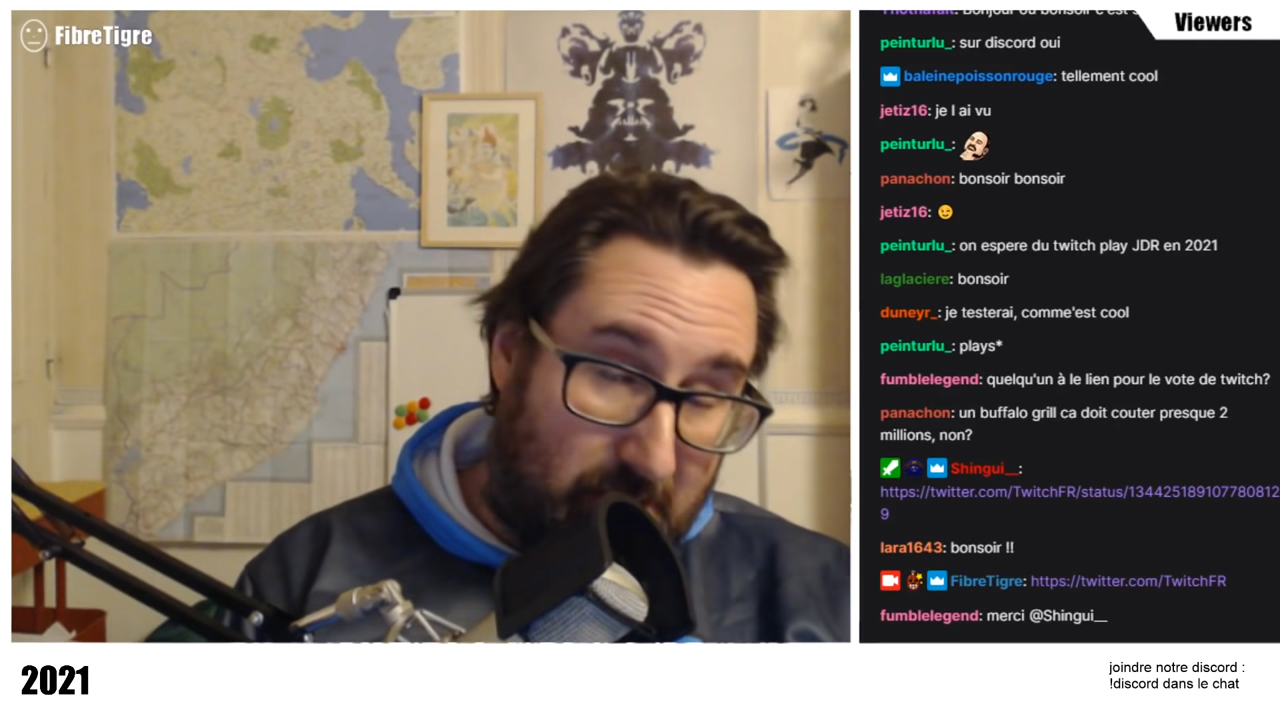 FibreTigre
Viewers
Bonjour ou bonsoir c'est
peinturlu_: sur discord oui
baleinepoissonrouge: tellement cool
jetiz16: je l ai vu
peinturlu_:
panachon: bonsoir bonsoir
jetiz16:
peinturlu_: on espere du twitch play JDR en 2021
laglaciere: bonsoir
duneyr_: je testerai, comme'est cool
peinturlu_: plays*
fumblelegend: quelqu'un à le lien pour le vote de twitch?
panachon: un buffalo grill ca doit couter presque 2
millions, non?
Shingui__:
https://twitter.com/TwitchFR/status/134425189107780812
9
lara1643: bonsoir !!
FibreTigre: https://twitter.com/TwitchFR
fumblelegend: merci @Shingui__
2021
joindre notre discord :
!discord dans le chat